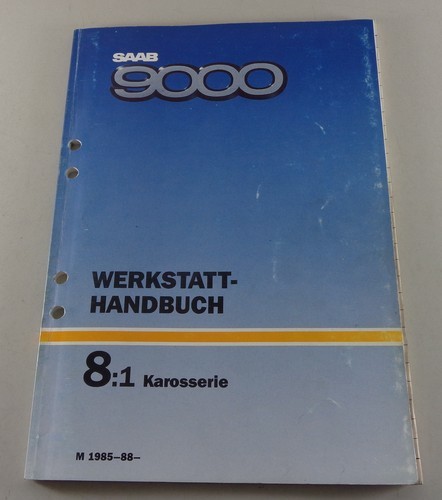 SAAB
9000
WERKSTATT-
HANDBUCH
8:1 Karosserie
M 1985–88–